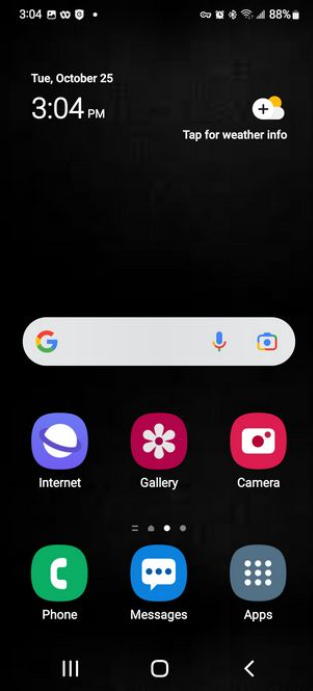 3:04
88%
Tue, October 25
3:04 PM
Tap for weather info
G
Internet
Gallery
Camera
Phone
Messages
Apps